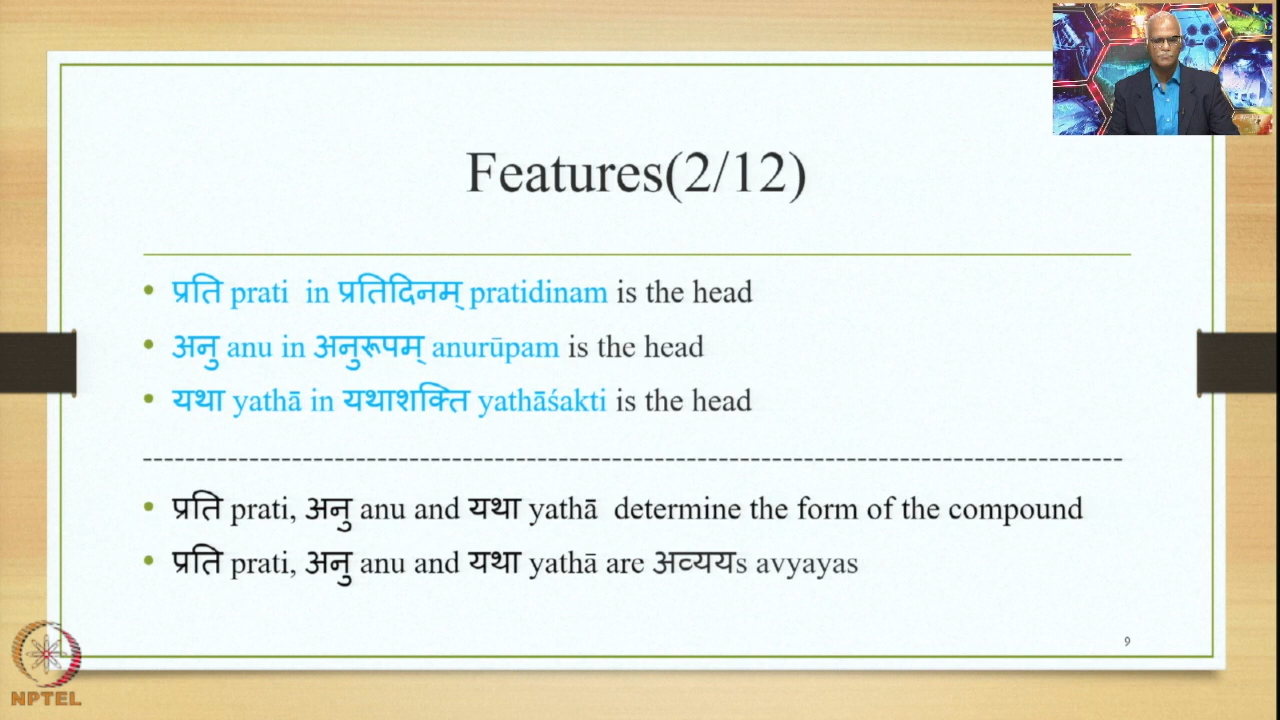 Features(2/12)
• प्रति prati in प्रतिदिनम् pratidinam is the head
• अनु anu in अनुरूपम् anurūpam is the head
• यथा yathā in यथाशक्ति yathāśakti is the head
-----------------------------------------------------------------------------------------
• प्रति prati, अनु anu and यथा yathā determine the form of the compound
• प्रति prati, अनु anu and यथा yathā are अव्ययs avyayas
9
NPTEL